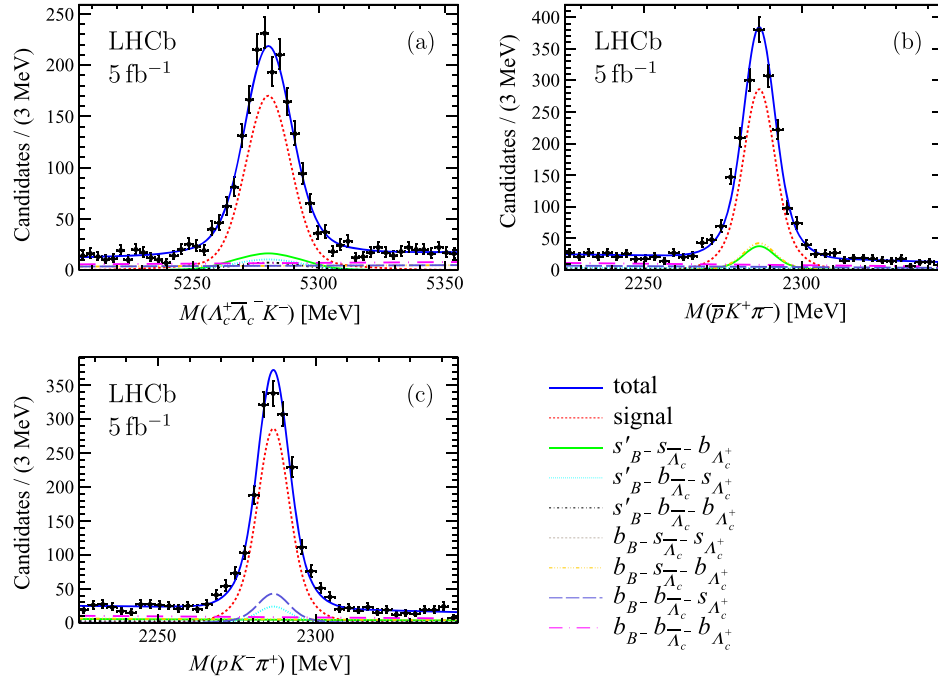 LHCb
5 fb⁻¹
(a)
Candidates / (3 MeV)
250
200
150
100
50
0
5250
5300
5350
M(Λc⁺Λ̅c⁻K⁻) [MeV]
LHCb
5 fb⁻¹
(b)
Candidates / (3 MeV)
400
350
300
250
200
150
100
50
0
2250
2300
M(p̅K⁺π⁻) [MeV]
LHCb
5 fb⁻¹
(c)
Candidates / (3 MeV)
350
300
250
200
150
100
50
0
2250
2300
M(pK⁻π⁺) [MeV]
total
signal
s′B⁻ sΛ̅c⁻ bΛc⁺
s′B⁻ bΛ̅c⁻ sΛc⁺
s′B⁻ bΛ̅c⁻ bΛc⁺
bB⁻ sΛ̅c⁻ sΛc⁺
bB⁻ sΛ̅c⁻ bΛc⁺
bB⁻ bΛ̅c⁻ sΛc⁺
bB⁻ bΛ̅c⁻ bΛc⁺